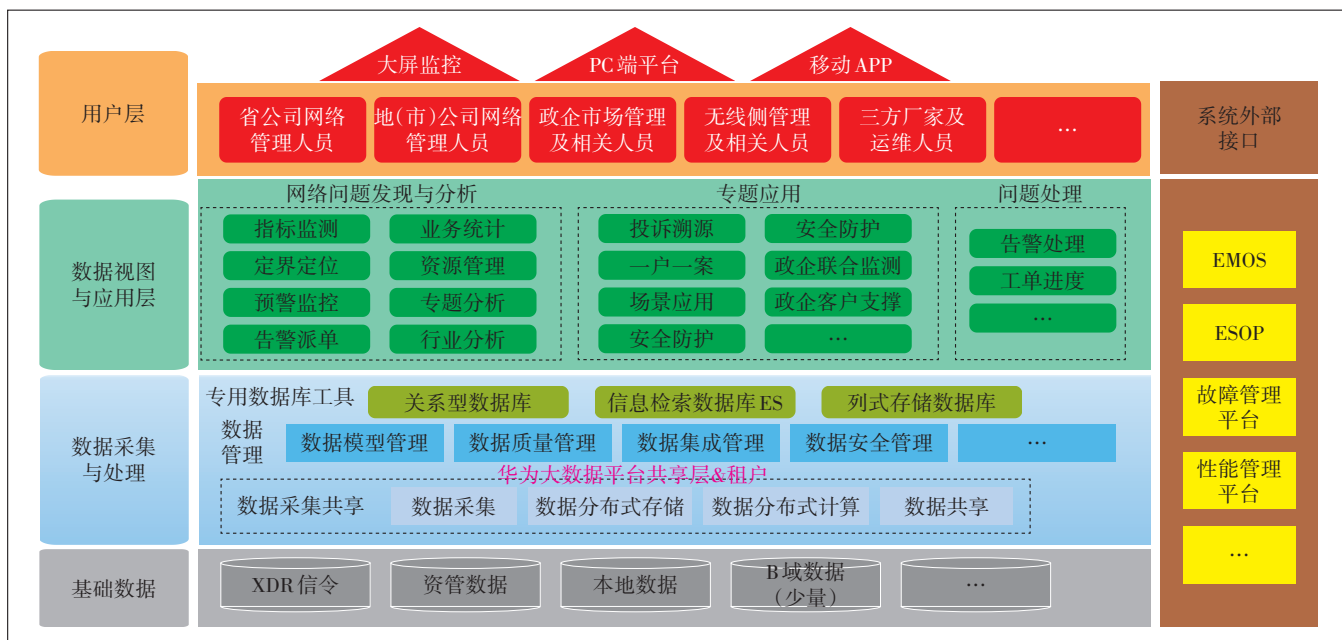 大屏监控
PC端平台
移动APP
用户层
省公司网络
管理人员
地(市)公司网络
管理人员
政企市场管理
及相关人员
无线侧管理
及相关人员
三方厂家及
运维人员
…
系统外部
接口
数据视图
与应用层
网络问题发现与分析
指标监测
业务统计
定界定位
资源管理
预警监控
专题分析
告警派单
行业分析
专题应用
投诉溯源
安全防护
一户一案
政企联合监测
场景应用
政企客户支撑
安全防护
…
问题处理
告警处理
工单进度
…
EMOS
ESOP
故障管理
平台
性能管理
平台
…
数据采集
与处理
专用数据库工具
关系型数据库
信息检索数据库ES
列式存储数据库
数据
管理
数据模型管理
数据质量管理
数据集成管理
数据安全管理
…
华为大数据平台共享层&租户
数据采集共享
数据采集
数据分布式存储
数据分布式计算
数据共享
基础数据
XDR信令
资管数据
本地数据
B域数据
(少量)
…